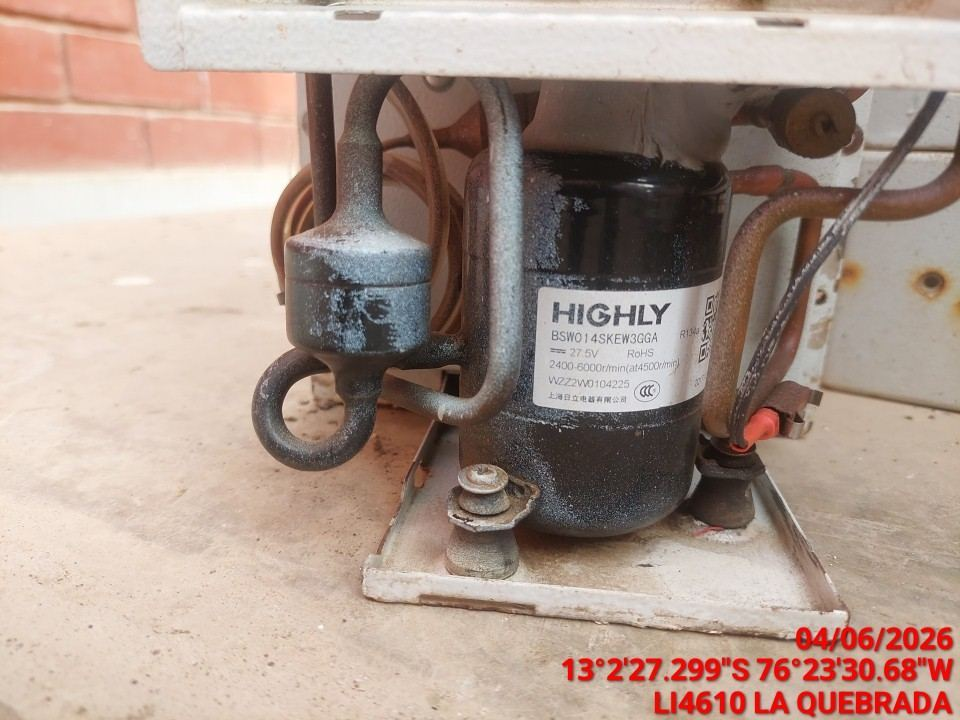 HIGHLY
BSW014SKEW3GGA R134a
27.5V RoHS
2400-6000r/min(at4500r/min)
WZZ2W0104225
上海日立电器有限公司
04/06/2026
13°2'27.299"S 76°23'30.68"W
LI4610 LA QUEBRADA